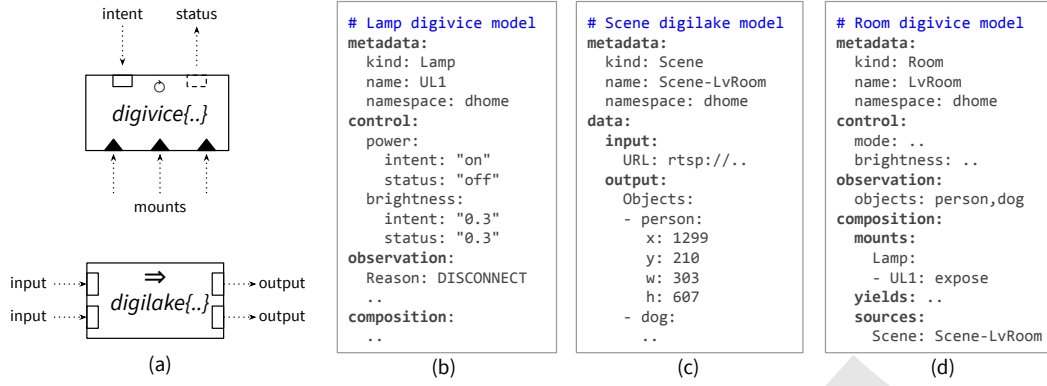 intent
status
digivice{..}
mounts
input
⇒
output
digilake{..}
input
output
(a)
# Lamp digivice model
metadata:
  kind: Lamp
  name: UL1
  namespace: dhome
control:
  power:
    intent: "on"
    status: "off"
  brightness:
    intent: "0.3"
    status: "0.3"
observation:
  Reason: DISCONNECT
  ..
composition:
  ..
(b)
# Scene digilake model
metadata:
  kind: Scene
  name: Scene-LvRoom
  namespace: dhome
data:
  input:
    URL: rtsp://..
  output:
    Objects:
    - person:
      x: 1299
      y: 210
      w: 303
      h: 607
    - dog:
      ..
(c)
# Room digivice model
metadata:
  kind: Room
  name: LvRoom
  namespace: dhome
control:
  mode: ..
  brightness: ..
observation:
  objects: person,dog
composition:
  mounts:
    Lamp:
    - UL1: expose
  yields: ..
  sources:
    Scene: Scene-LvRoom
(d)